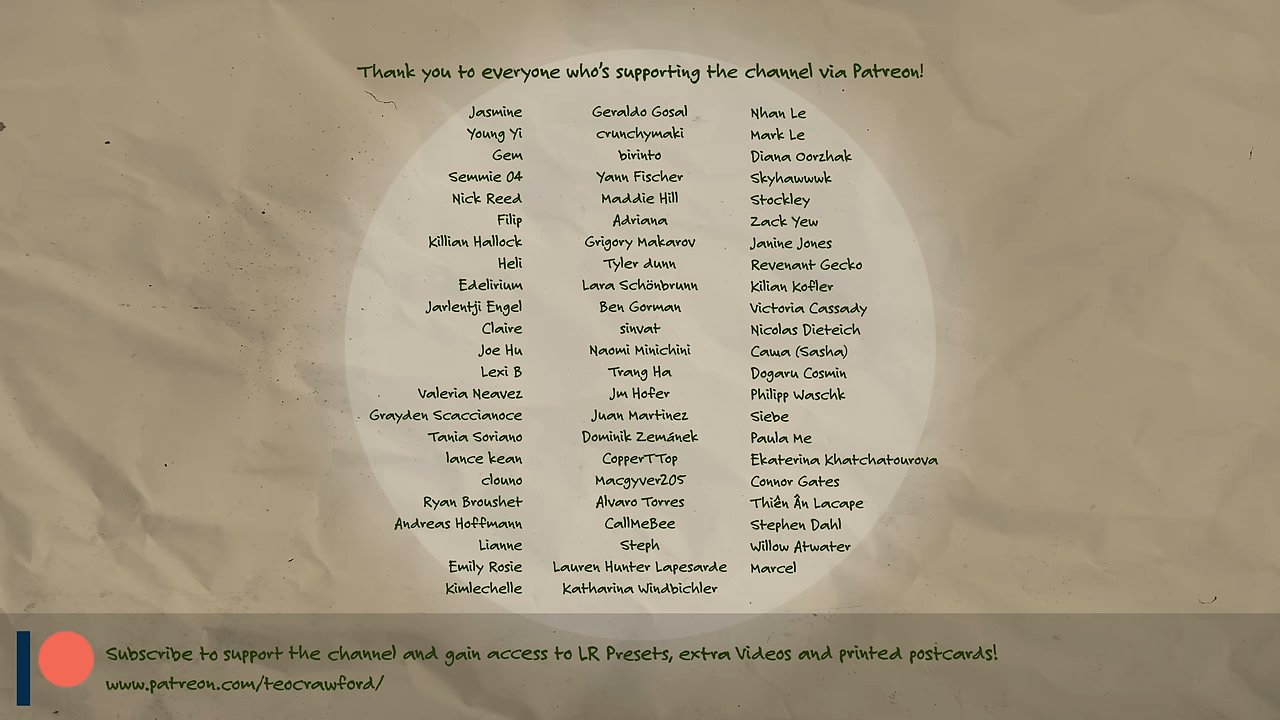 Thank you to everyone who's supporting the channel via Patreon!
Jasmine
Young Yi
Gem
Semmie 04
Nick Reed
Filip
Killian Hallock
Heli
Edelirium
Jarlentji Engel
Claire
Joe Hu
Lexi B
Valeria Neavez
Grayden Scaccianoce
Tania Soriano
lance kean
clouno
Ryan Broushet
Andreas Hoffmann
Lianne
Emily Rosie
Kimlechelle
Geraldo Gosal
crunchymaki
birinto
Yann Fischer
Maddie Hill
Adriana
Grigory Makarov
Tyler dunn
Lara Schönbrunn
Ben Gorman
sinvat
Naomi Minichini
Trang Ha
Jm Hofer
Juan Martinez
Dominik Zemánek
CopperTTop
Macgyver205
Alvaro Torres
CallMeBee
Steph
Lauren Hunter Lapesarde
Katharina Windbichler
Nhan Le
Mark Le
Diana Oorzhak
Skyhawwwk
Stockley
Zack Yew
Janine Jones
Revenant Gecko
Kilian Kofler
Victoria Cassady
Nicolas Dieteich
Cawa (Sasha)
Dogaru Cosmin
Philipp Waschk
Siebe
Paula Me
Ekaterina Khatchatourova
Connor Gates
Thiên Ân Lacape
Stephen Dahl
Willow Atwater
Marcel
Subscribe to support the channel and gain access to LR Presets, extra Videos and printed postcards!
www.patreon.com/teocrawford/